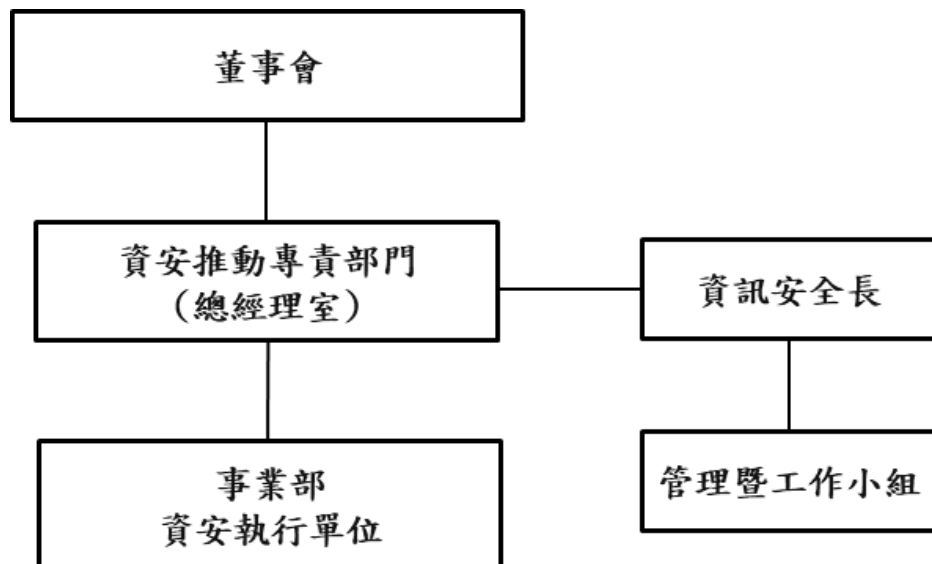 董事會
資安推動專責部門
（總經理室）
資訊安全長
事業部
資安執行單位
管理暨工作小組